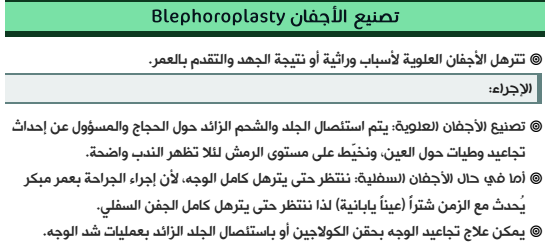 تصنيع الأجفان Blephoroplasty
◎ تترهل الأجفان العلوية لأسباب وراثية أو نتيجة الجهد والتقدم بالعمر.
الإجراء:
◎ تصنيع الأجفان العلوية: يتم استئصال الجلد والشحم الزائد حول الحجاج والمسؤول عن إحداث
تجاعيد وطيات حول العين، ونخيّط على مستوى الرمش لئلا تظهر الندب واضحة.
◎ أما في حال الأجفان السفلية: ننتظر حتى يترهل كامل الوجه، لأن إجراء الجراحة بعمر مبكر
يُحدث مع الزمن شتراً (عيناً يابانية) لذا ننتظر حتى يترهل كامل الجفن السفلي.
◎ يمكن علاج تجاعيد الوجه بحقن الكولاجين أو باستئصال الجلد الزائد بعمليات شد الوجه.